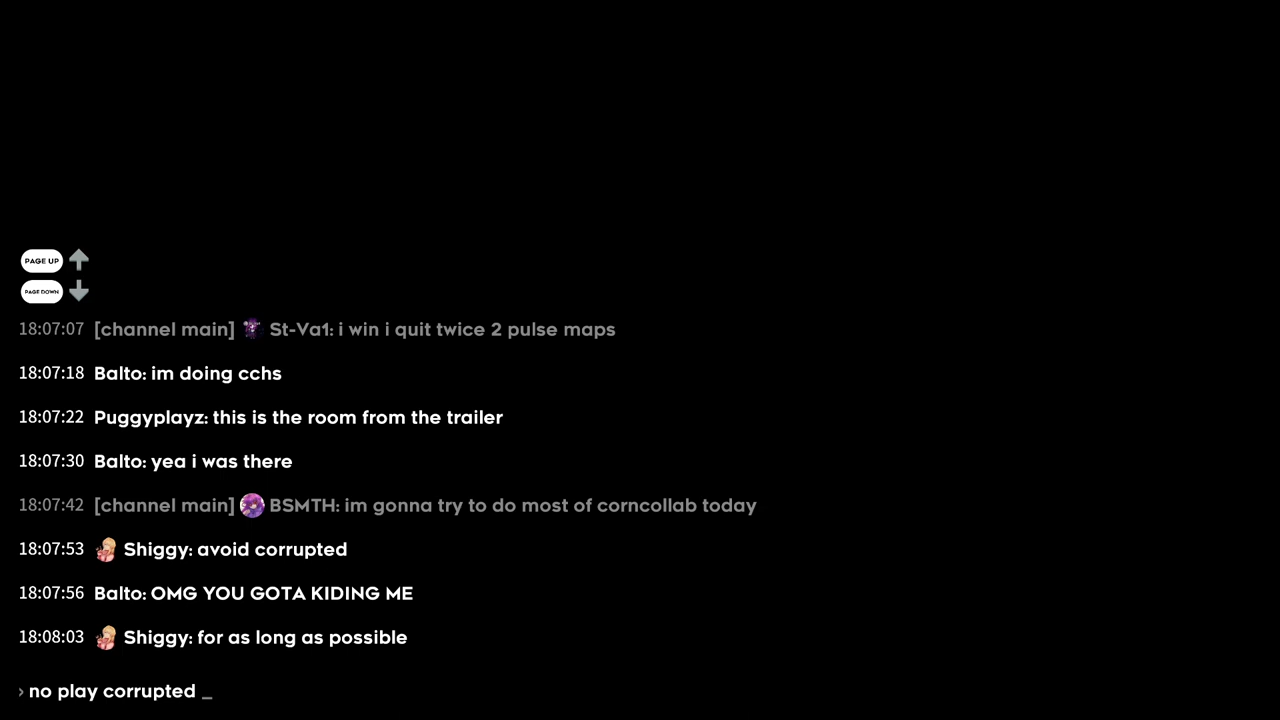 PAGE UP
PAGE DOWN
18:07:07 [channel main] St-Va1: i win i quit twice 2 pulse maps
18:07:18 Balto: im doing cchs
18:07:22 Puggyplayz: this is the room from the trailer
18:07:30 Balto: yea i was there
18:07:42 [channel main] BSMTH: im gonna try to do most of corncollab today
18:07:53 Shiggy: avoid corrupted
18:07:56 Balto: OMG YOU GOTA KIDING ME
18:08:03 Shiggy: for as long as possible
› no play corrupted _